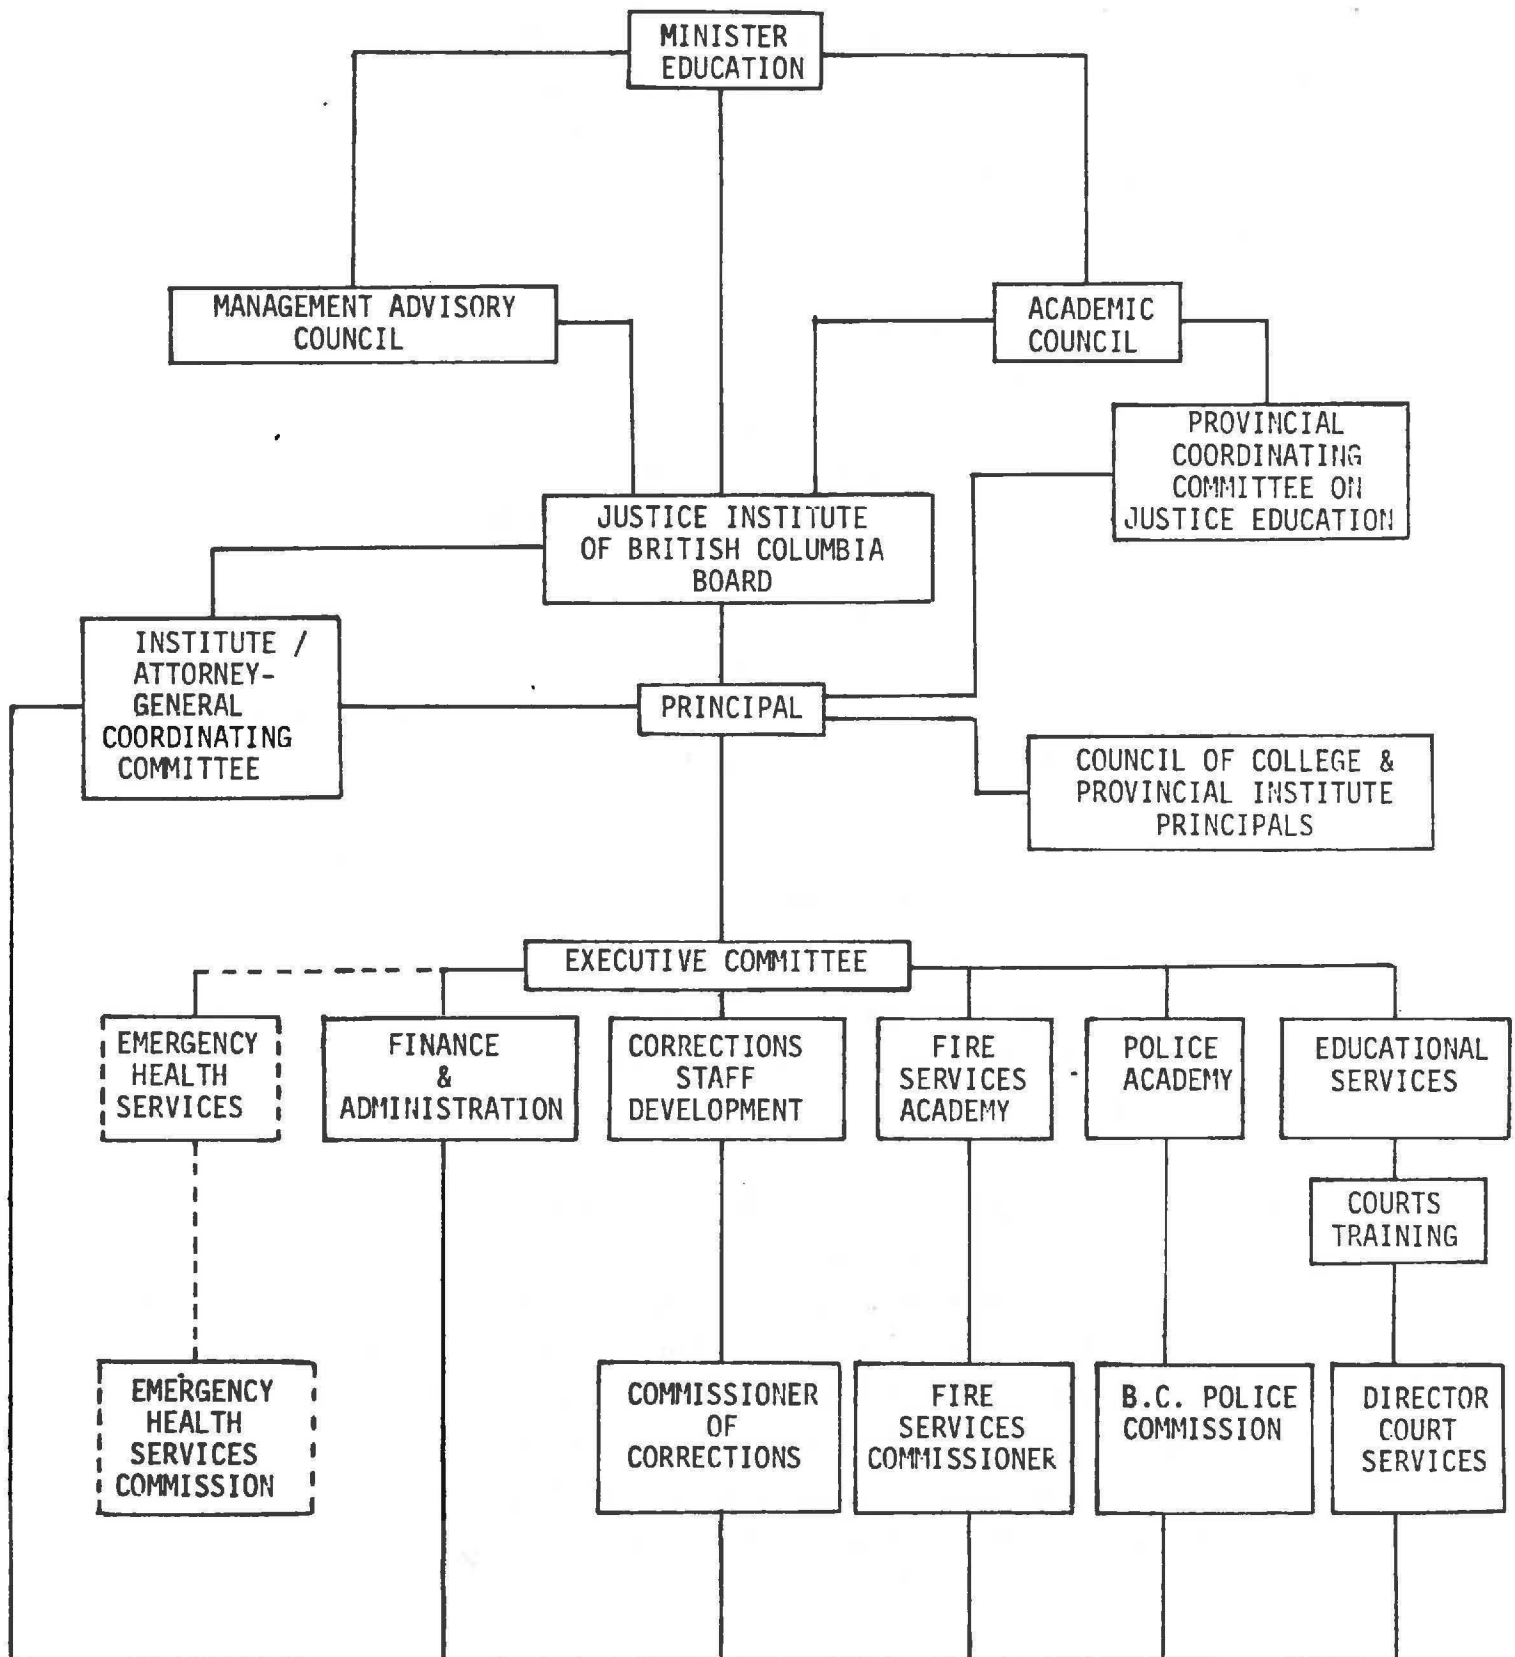 MINISTER
EDUCATION
MANAGEMENT ADVISORY
COUNCIL
ACADEMIC
COUNCIL
PROVINCIAL
COORDINATING
COMMITTEE ON
JUSTICE EDUCATION
JUSTICE INSTITUTE
OF BRITISH COLUMBIA
BOARD
INSTITUTE /
ATTORNEY-
GENERAL
COORDINATING
COMMITTEE
PRINCIPAL
COUNCIL OF COLLEGE &
PROVINCIAL INSTITUTE
PRINCIPALS
EXECUTIVE COMMITTEE
EMERGENCY
HEALTH
SERVICES
FINANCE
&
ADMINISTRATION
CORRECTIONS
STAFF
DEVELOPMENT
FIRE
SERVICES
ACADEMY
POLICE
ACADEMY
EDUCATIONAL
SERVICES
COURTS
TRAINING
EMERGENCY
HEALTH
SERVICES
COMMISSION
COMMISSIONER
OF
CORRECTIONS
FIRE
SERVICES
COMMISSIONER
B.C. POLICE
COMMISSION
DIRECTOR
COURT
SERVICES